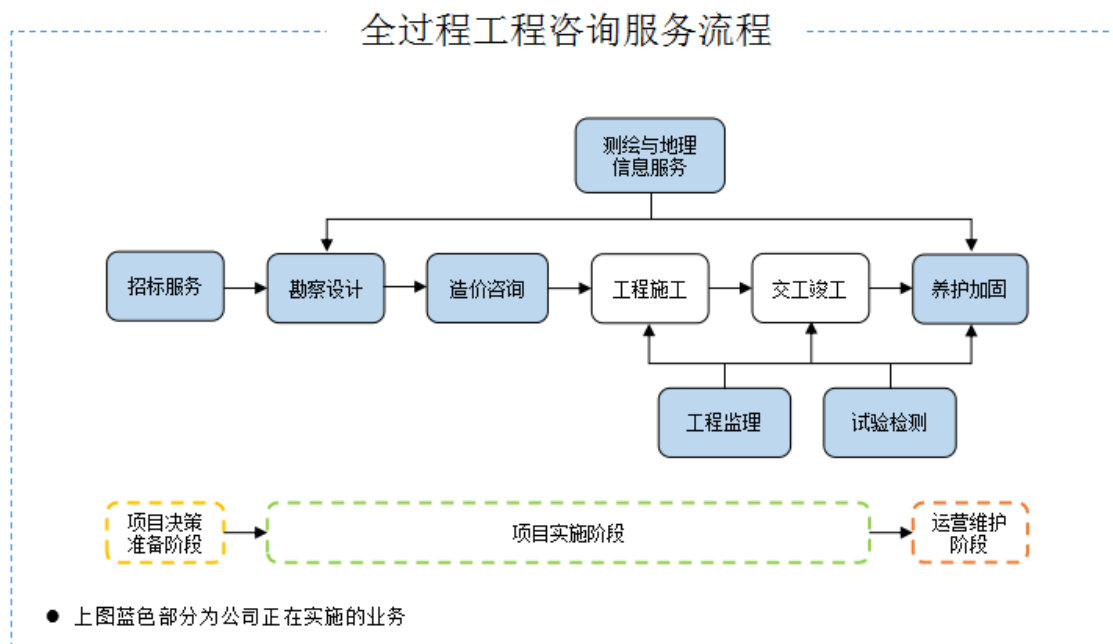 全过程工程咨询服务流程
测绘与地理
信息服务
招标服务
勘察设计
造价咨询
工程施工
交工竣工
养护加固
工程监理
试验检测
项目决策
准备阶段
项目实施阶段
运营维护
阶段
● 上图蓝色部分为公司正在实施的业务